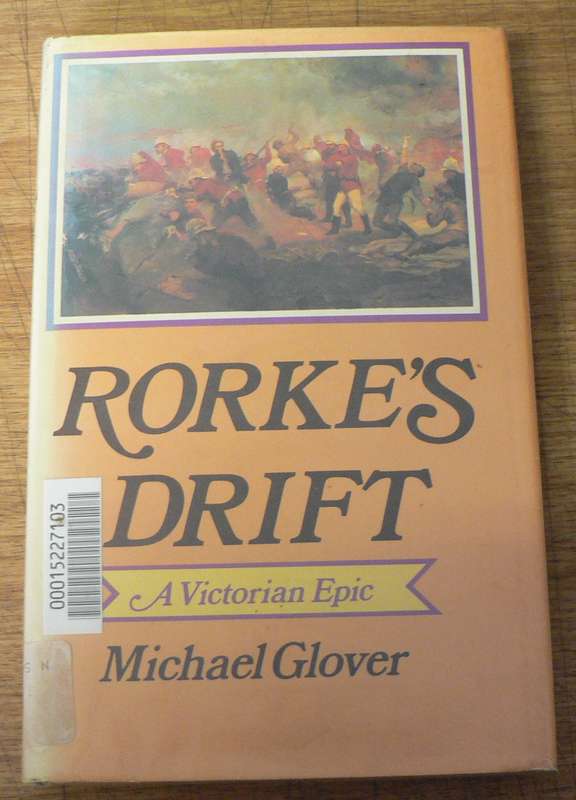 RORKE'S
DRIFT
00015227103
A Victorian Epic
S N
Michael Glover